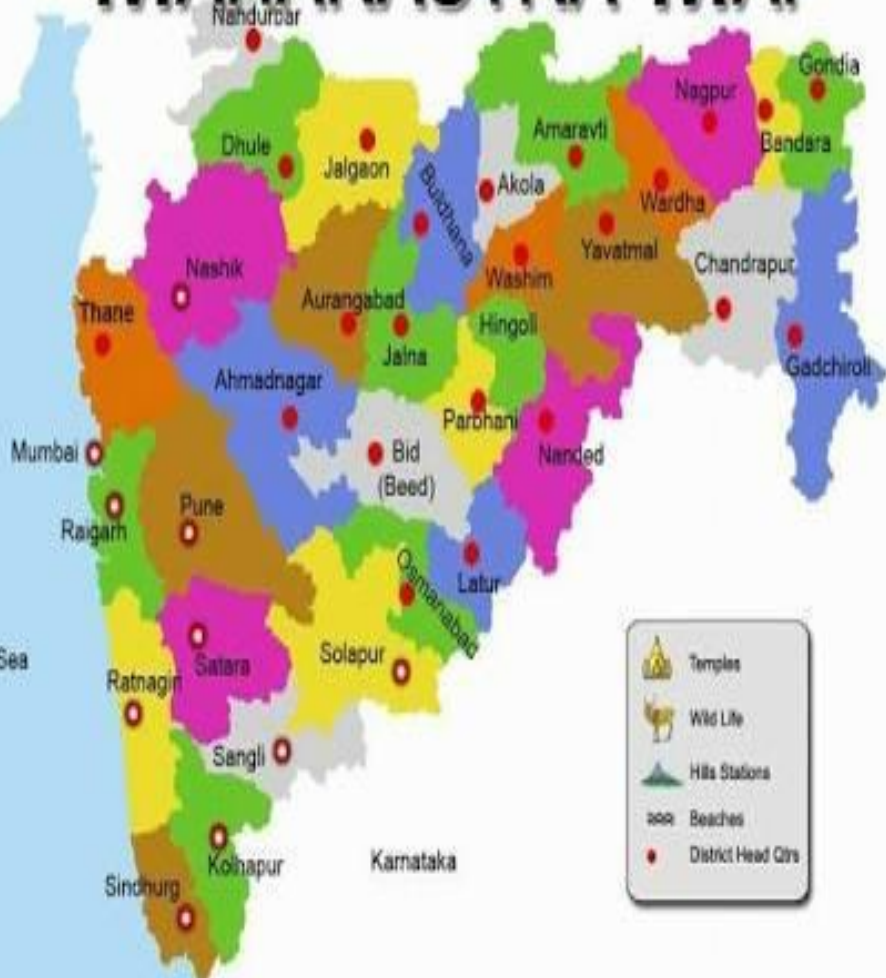 Nandurbar
Gondia
Nagpur
Dhule
Jalgaon
Amaravti
Bandara
Buldhana
Akola
Wardha
Nashik
Washim
Yavatmal
Chandrapur
Thane
Aurangabad
Hingoli
Jalna
Gadchiroli
Ahmadnagar
Parbhani
Mumbai
Bid
(Beed)
Nanded
Raigarh
Pune
Osmanabad
Latur
Sea
Satara
Solapur
Ratnagiri
Sangli
Kolhapur
Karnataka
Sindhurg
Temples
Wild Life
Hills Stations
Beaches
District Head Qtrs